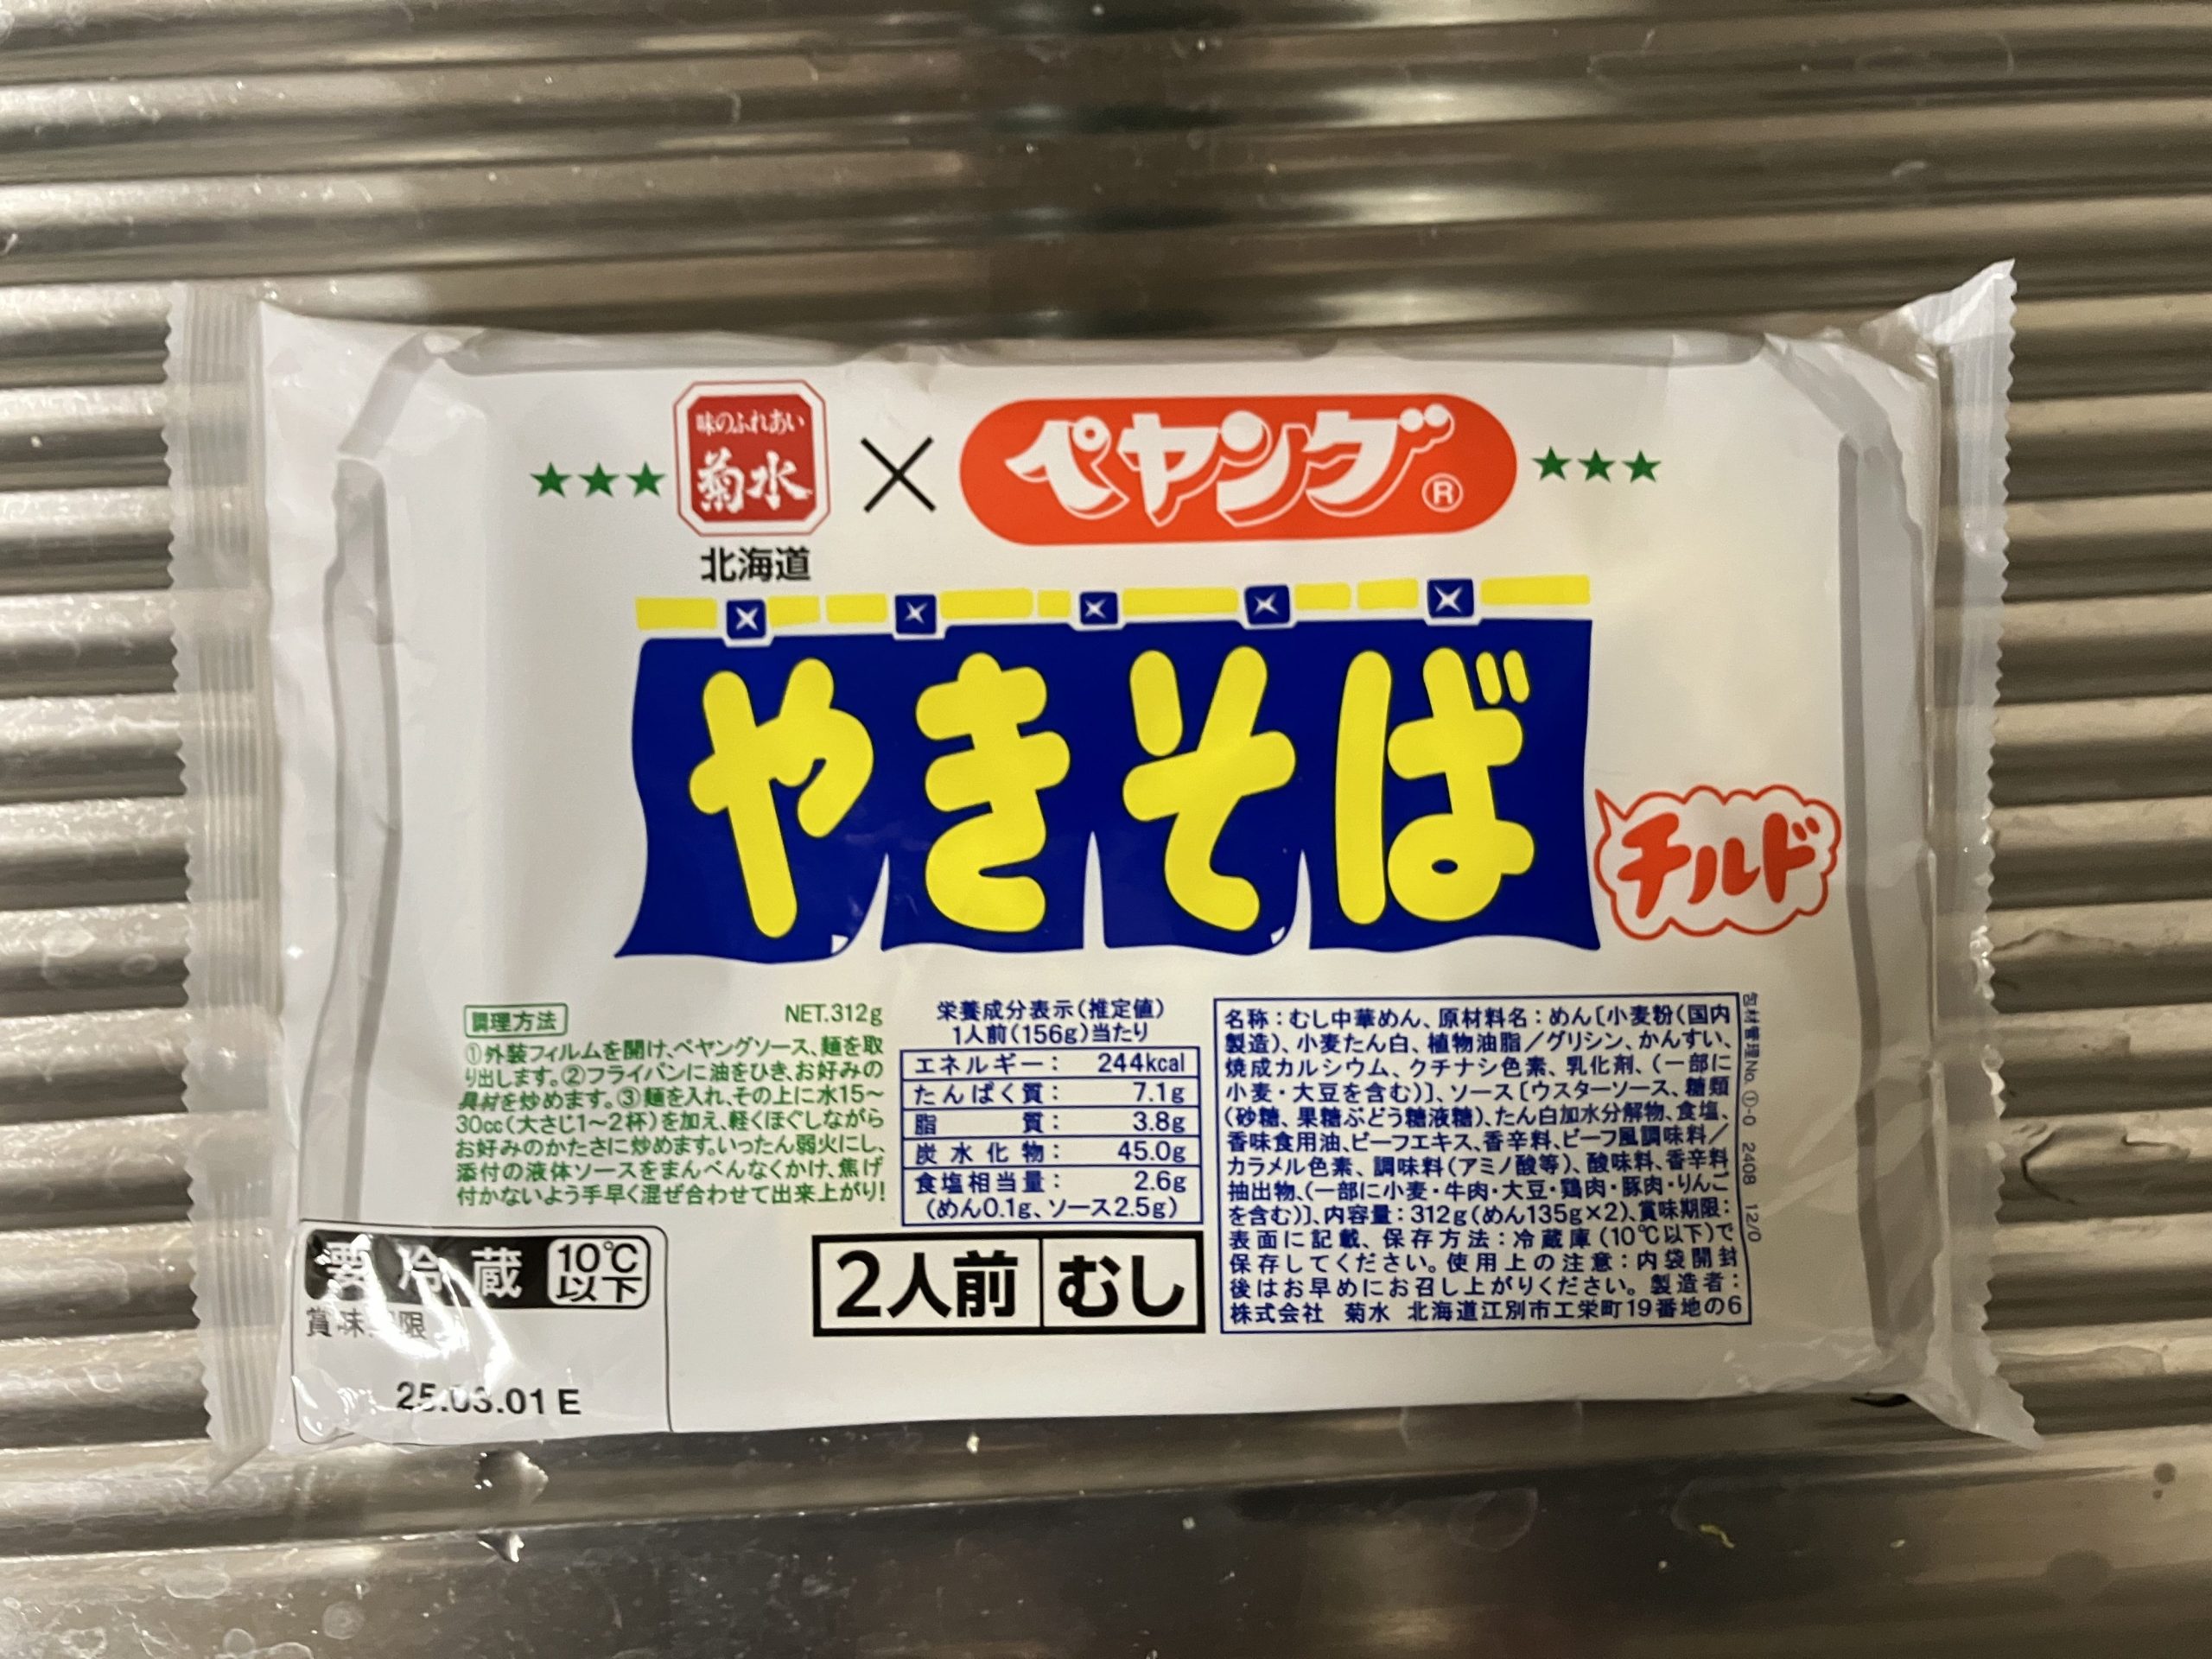 ★★★
味のふれあい
菊水
北海道
×
ペヤング®
★★★
やきそば
チルド
調理方法
NET.312g
①外装フィルムを開け、ペヤングソース、麺を取
り出します。②フライパンに油をひき、お好みの
具材を炒めます。③麺を入れ、その上に水15〜
30cc(大さじ1〜2杯)を加え、軽くほぐしながら
お好みのかたさに炒めます。いったん弱火にし、
添付の液体ソースをまんべんなくかけ、焦げ
付かないよう手早く混ぜ合わせて出来上がり!
栄養成分表示(推定値)
1人前(156g)当たり
エネルギー: 244kcal
たんぱく質: 7.1g
脂質: 3.8g
炭水化物: 45.0g
食塩相当量: 2.6g
(めん0.1g、ソース2.5g)
名称:むし中華めん、原材料名:めん〔小麦粉(国内
製造)、小麦たん白、植物油脂/グリシン、かんすい、
焼成カルシウム、クチナシ色素、乳化剤、(一部に
小麦・大豆を含む)〕、ソース〔ウスターソース、糖類
(砂糖、果糖ぶどう糖液糖)、たん白加水分解物、食塩、
香味食用油、ビーフエキス、香辛料、ビーフ風調味料/
カラメル色素、調味料(アミノ酸等)、酸味料、香辛料
抽出物、(一部に小麦・牛肉・大豆・鶏肉・豚肉・りんご
を含む)〕、内容量:312g(めん135g×2)、賞味期限:
表面に記載、保存方法:冷蔵庫(10℃以下)で
保存してください。使用上の注意:内袋開封
後はお早めにお召し上がりください。製造者:
株式会社 菊水 北海道江別市工栄町19番地の6
包材管理No.①-0 2408 12/0
2人前 むし
要冷蔵 10℃以下
賞味期限
25.03.01 E